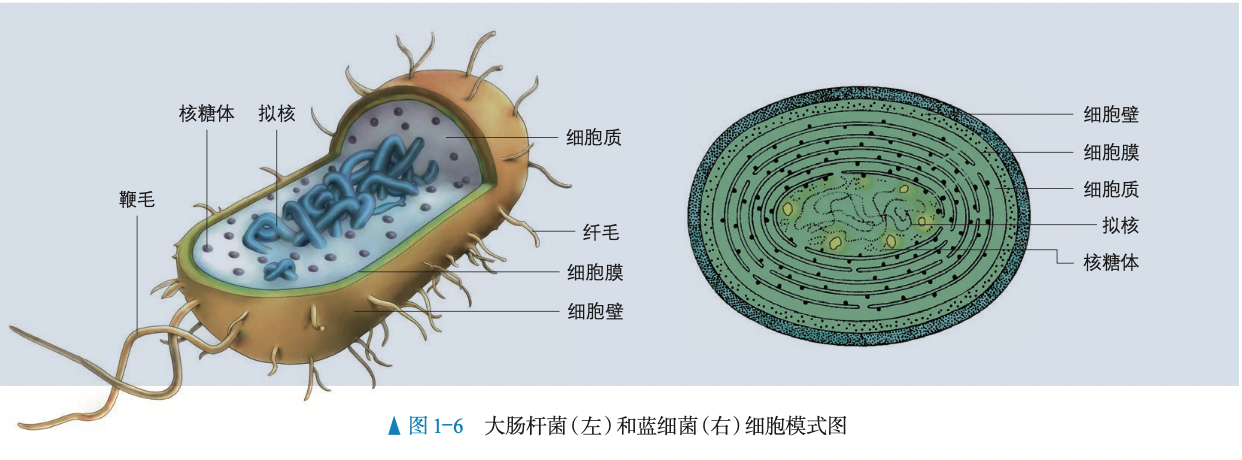 核糖体
拟核
鞭毛
细胞质
纤毛
细胞膜
细胞壁
细胞壁
细胞膜
细胞质
拟核
核糖体
▲ 图 1-6 大肠杆菌（左）和蓝细菌（右）细胞模式图